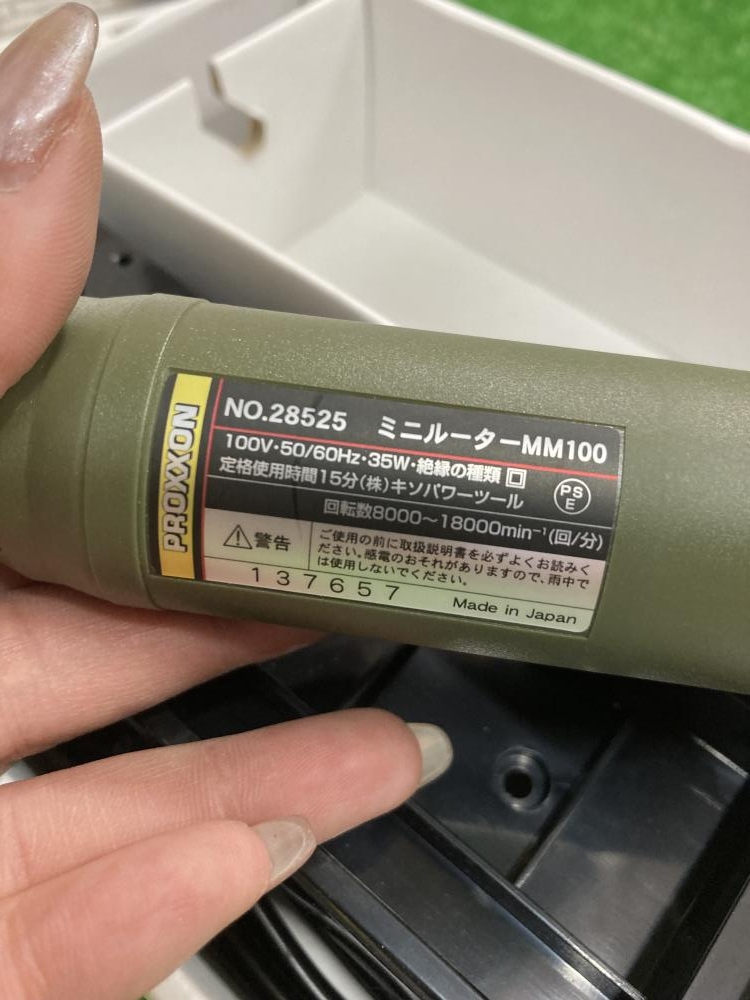 PROXXON
NO.28525 ミニルーターMM100
100V・50/60Hz・35W・絶縁の種類
定格使用時間15分(株)キソパワーツール
PS
E
回転数8000〜18000min⁻¹(回/分)
警告
ご使用の前に取扱説明書を必ずよくお読みく
ださい。感電のおそれがありますので、雨中で
は使用しないでください。
137657
Made in Japan